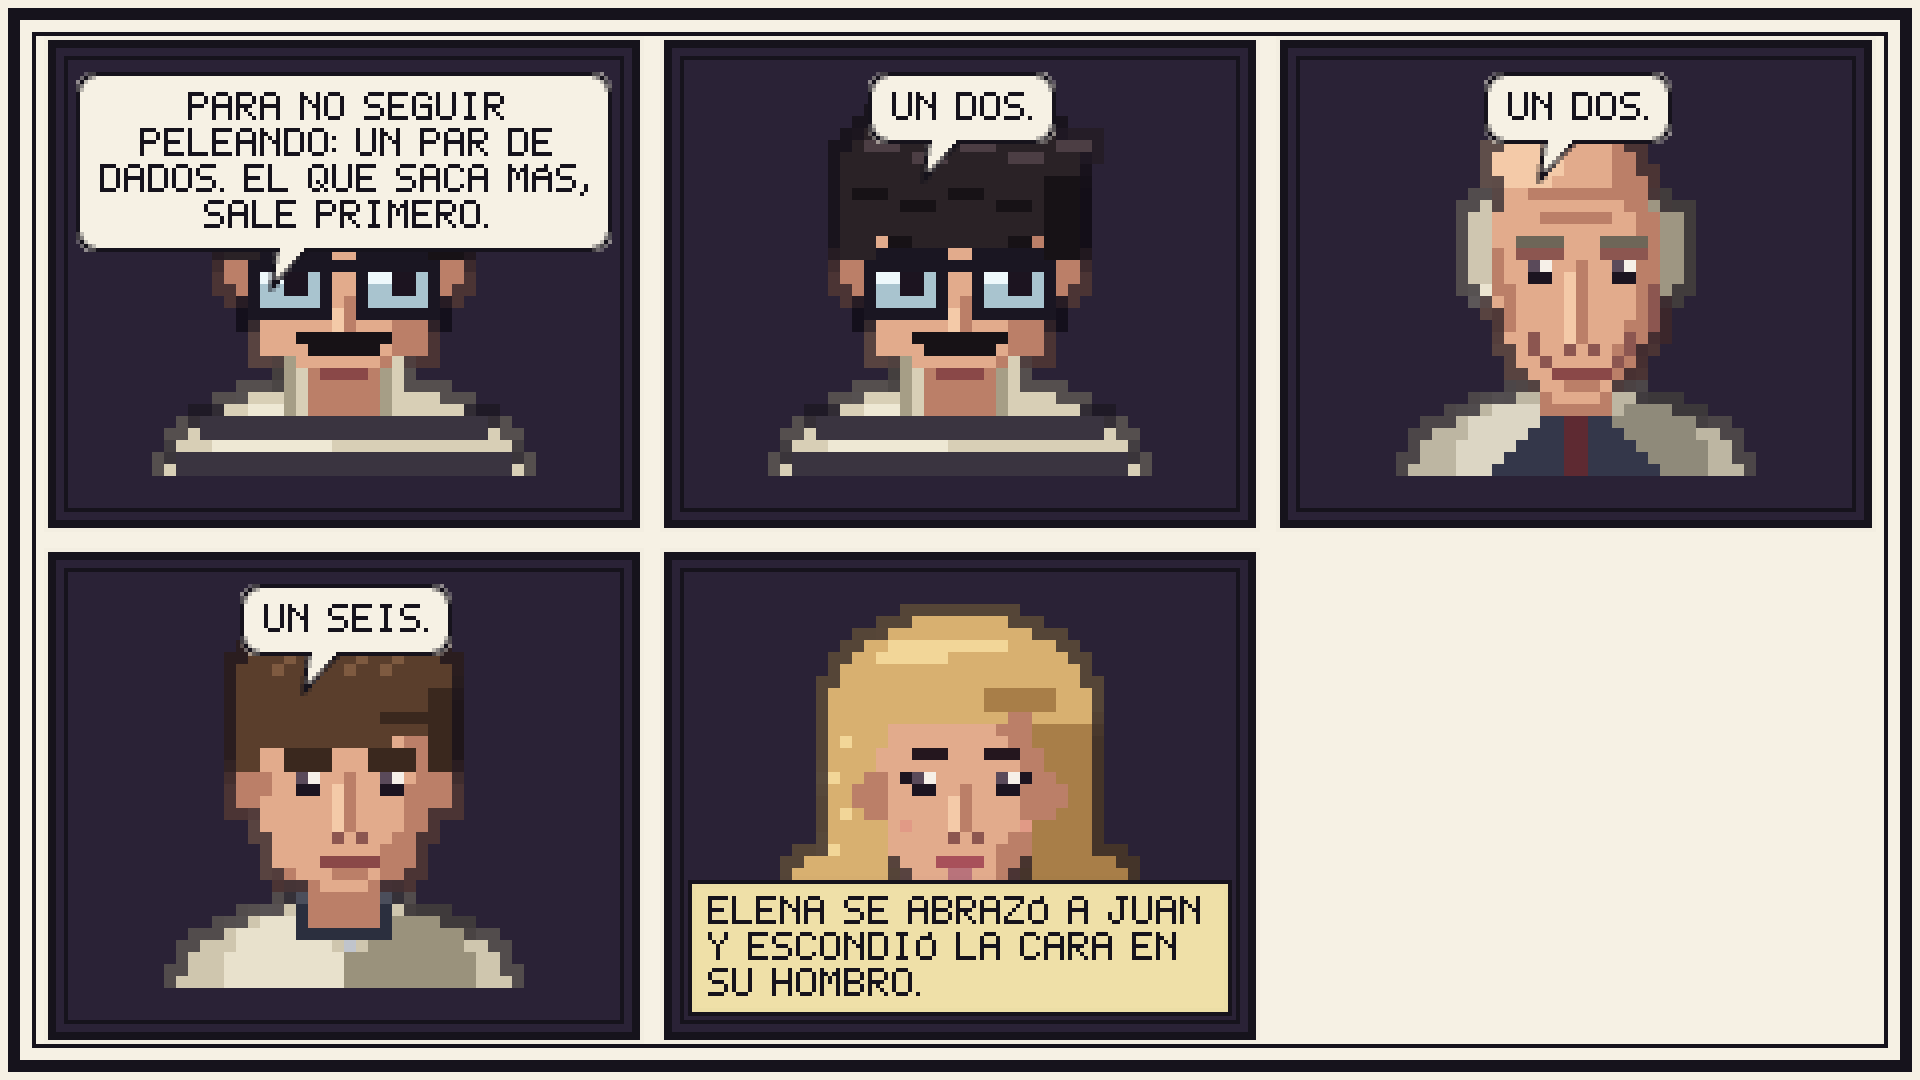 PARA NO SEGUIR
PELEANDO: UN PAR DE
DADOS. EL QUE SACA MÁS,
SALE PRIMERO.
UN DOS.
UN DOS.
UN SEIS.
ELENA SE ABRAZÓ A JUAN
Y ESCONDIÓ LA CARA EN
SU HOMBRO.